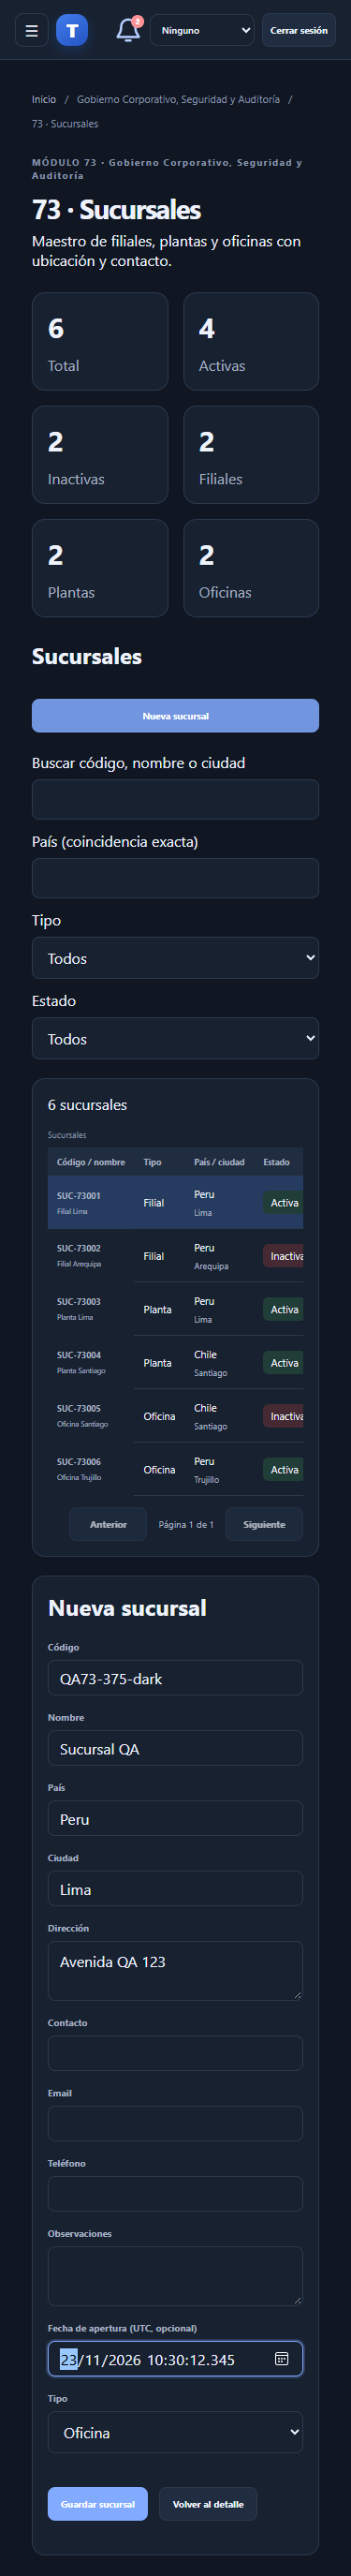 ☰ T 2 Ninguno Cerrar sesión
Inicio / Gobierno Corporativo, Seguridad y Auditoría /
73 · Sucursales
MÓDULO 73 · Gobierno Corporativo, Seguridad y
Auditoría
73 · Sucursales
Maestro de filiales, plantas y oficinas con
ubicación y contacto.
6 4
Total Activas
2 2
Inactivas Filiales
2 2
Plantas Oficinas
Sucursales
Nueva sucursal
Buscar código, nombre o ciudad
País (coincidencia exacta)
Tipo
Todos
Estado
Todos
6 sucursales
Sucursales
Código / nombre Tipo País / ciudad Estado
SUC-73001 Filial Peru Activa
Filial Lima Lima
SUC-73002 Filial Peru Inactiva
Filial Arequipa Arequipa
SUC-73003 Planta Peru Activa
Planta Lima Lima
SUC-73004 Planta Chile Activa
Planta Santiago Santiago
SUC-73005 Oficina Chile Inactiva
Oficina Santiago Santiago
SUC-73006 Oficina Peru Activa
Oficina Trujillo Trujillo
Anterior Página 1 de 1 Siguiente
Nueva sucursal
Código
QA73-375-dark
Nombre
Sucursal QA
País
Peru
Ciudad
Lima
Dirección
Avenida QA 123
Contacto
Email
Teléfono
Observaciones
Fecha de apertura (UTC, opcional)
23/11/2026 10:30:12.345
Tipo
Oficina
Guardar sucursal Volver al detalle